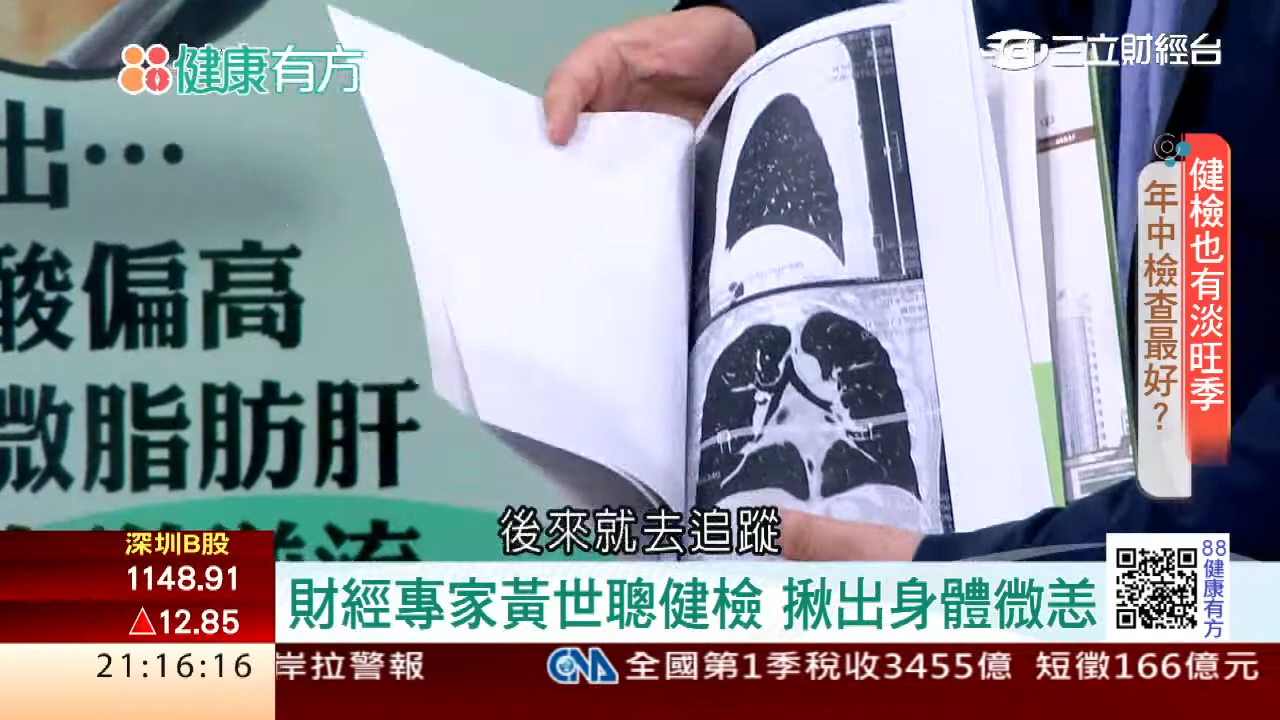 健康有方
三立財經台
健檢也有淡旺季
年中檢查最好？
出…
酸偏高
微脂肪肝
後來就去追蹤
深圳B股
1148.91
△12.85
財經專家黃世聰健檢 揪出身體微恙
88健康有方
21:16:16
岸拉警報
CNA 全國第1季稅收3455億 短徵166億元